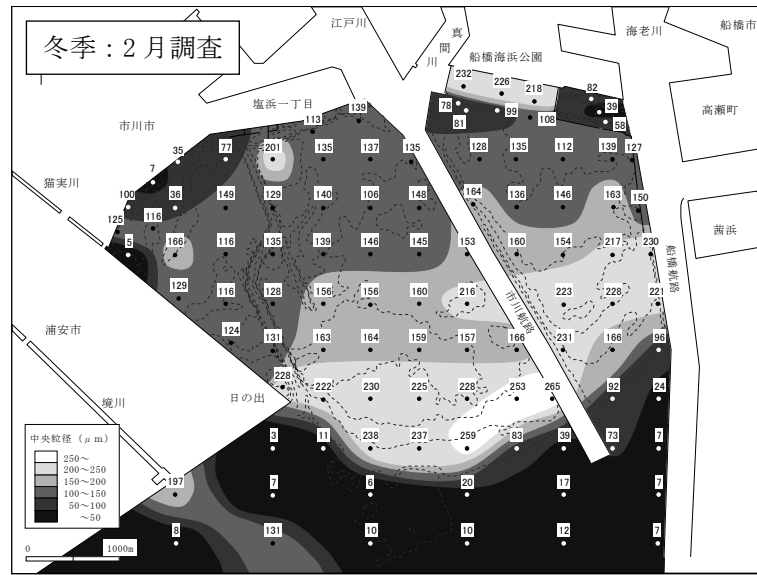 冬季：2月調査
江戸川
真間川
海老川
船橋市
船橋海浜公園
塩浜一丁目
高瀬町
市川市
猫実川
茜浜
船橋航路
市川航路
浦安市
境川
日の出
232 226 218 82
78 99 39
81 108 58
139
113
35 77 201 135 137 135 128 135 112 139 127
7
100 36 149 129 140 106 148 164 136 146 163 150
125 116
5 166 116 135 139 146 145 153 160 154 217 230
129 116 128 156 156 160 216 223 228 221
124 131 163 164 159 157 166 231 166 96
228 222 230 225 228 253 265 92 24
3 11 238 237 259 83 39 73 7
197 7 6 20 17 7
8 131 10 10 12 7
中央粒径（μm）
250～
200～250
150～200
100～150
50～100
～50
0 1000m